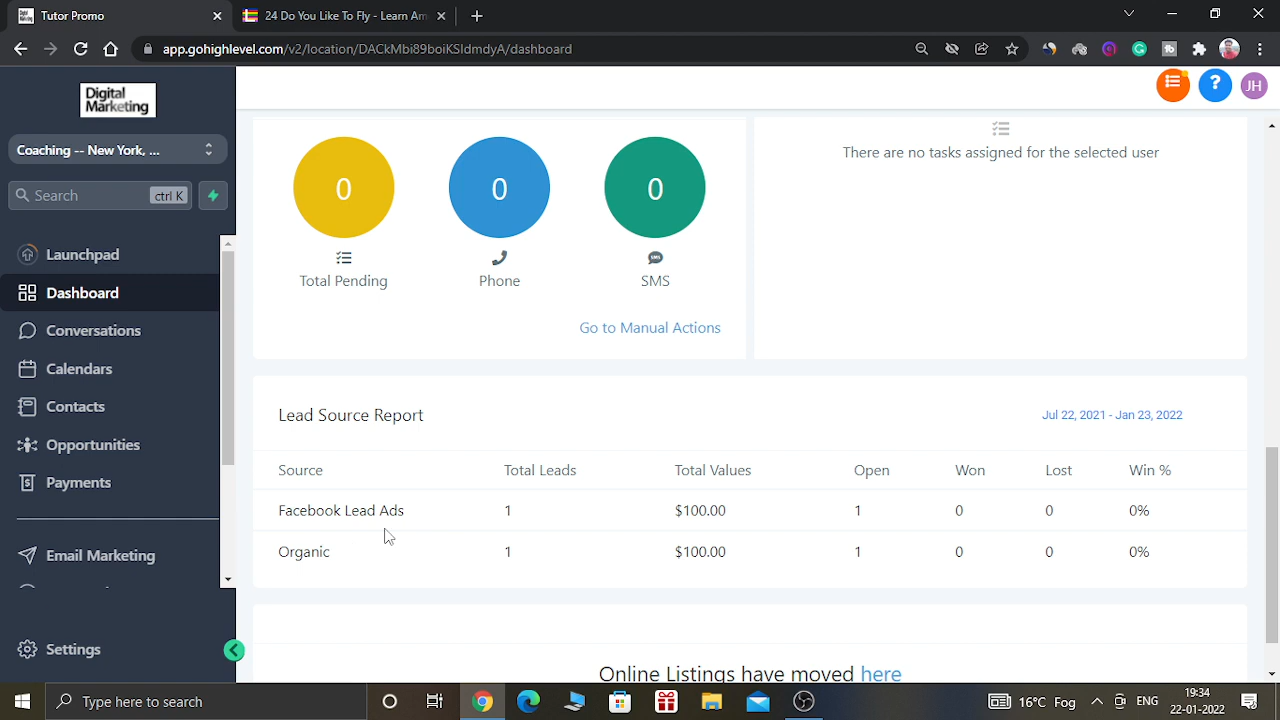 Tutor Promo
24 Do You Like To Fly - Learn Am
app.gohighlevel.com/v2/location/DACkMbi89boiKSIdmdyA/dashboard
Digital
Marketing
JH
Coaching -- New York, ...
Search
ctrl K
Launchpad
Dashboard
Conversations
Calendars
Contacts
Opportunities
Payments
Email Marketing
Settings
0
0
0
SMS
Total Pending
Phone
SMS
Go to Manual Actions
There are no tasks assigned for the selected user
Lead Source Report
Jul 22, 2021 - Jan 23, 2022
Source Total Leads Total Values Open Won Lost Win %
Facebook Lead Ads 1 $100.00 1 0 0 0%
Organic 1 $100.00 1 0 0 0%
Online Listings have moved here
Type here to search
16°C Fog
ENG
19:34
22-01-2022